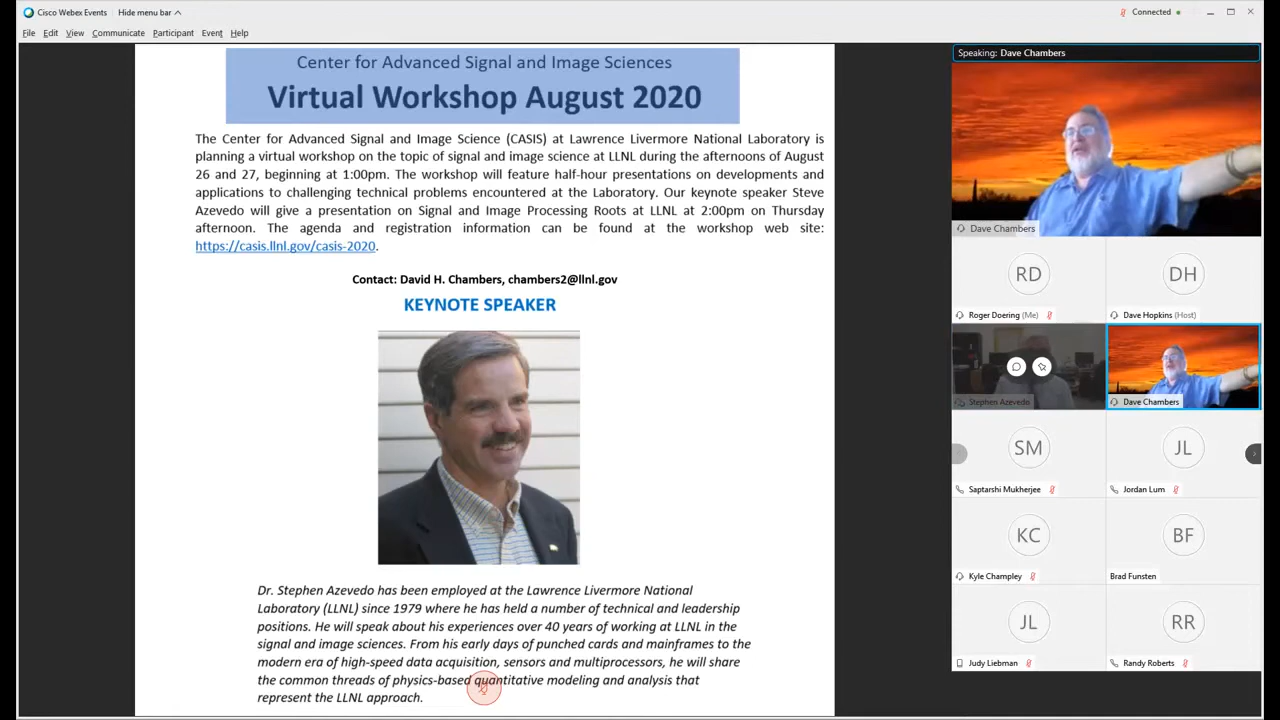 Cisco Webex Events
Hide menu bar
Connected
File Edit View Communicate Participant Event Help
Center for Advanced Signal and Image Sciences
Virtual Workshop August 2020
The Center for Advanced Signal and Image Science (CASIS) at Lawrence Livermore National Laboratory is
planning a virtual workshop on the topic of signal and image science at LLNL during the afternoons of August
26 and 27, beginning at 1:00pm. The workshop will feature half-hour presentations on developments and
applications to challenging technical problems encountered at the Laboratory. Our keynote speaker Steve
Azevedo will give a presentation on Signal and Image Processing Roots at LLNL at 2:00pm on Thursday
afternoon. The agenda and registration information can be found at the workshop web site:
https://casis.llnl.gov/casis-2020.
Contact: David H. Chambers, chambers2@llnl.gov
KEYNOTE SPEAKER
Dr. Stephen Azevedo has been employed at the Lawrence Livermore National
Laboratory (LLNL) since 1979 where he has held a number of technical and leadership
positions. He will speak about his experiences over 40 years of working at LLNL in the
signal and image sciences. From his early days of punched cards and mainframes to the
modern era of high-speed data acquisition, sensors and multiprocessors, he will share
the common threads of physics-based quantitative modeling and analysis that
represent the LLNL approach.
Speaking: Dave Chambers
Dave Chambers
RD
Roger Doering (Me)
DH
Dave Hopkins (Host)
Stephen Azevedo
Dave Chambers
SM
Saptarshi Mukherjee
JL
Jordan Lum
KC
Kyle Champley
BF
Brad Funsten
JL
Judy Liebman
RR
Randy Roberts